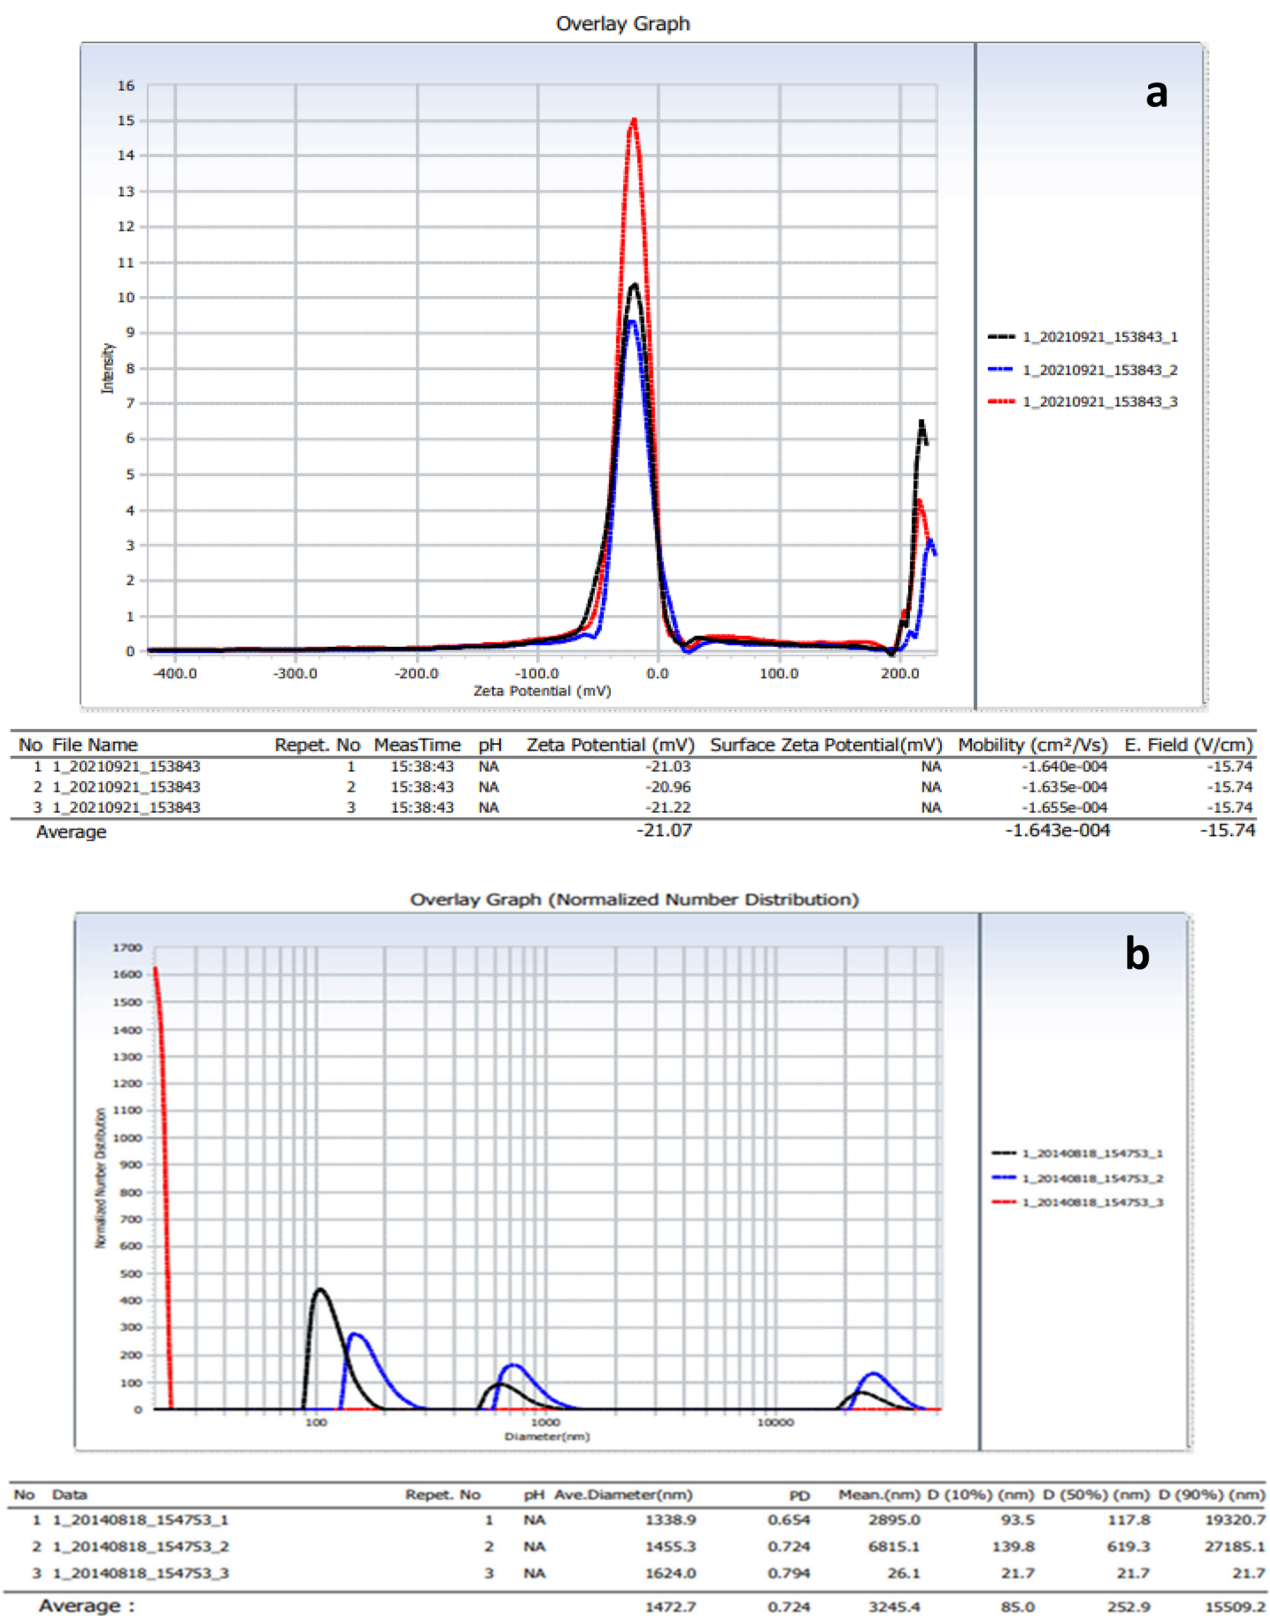 Overlay Graph
a
16
15
14
13
12
11
10
9
8
7
6
5
4
3
2
1
0
Intensity
-400.0 -300.0 -200.0 -100.0 0.0 100.0 200.0
Zeta Potential (mV)
1_20210921_153843_1
1_20210921_153843_2
1_20210921_153843_3
No File Name Repet. No MeasTime pH Zeta Potential (mV) Surface Zeta Potential(mV) Mobility (cm²/Vs) E. Field (V/cm)
1 1_20210921_153843 1 15:38:43 NA -21.03 NA -1.640e-004 -15.74
2 1_20210921_153843 2 15:38:43 NA -20.96 NA -1.635e-004 -15.74
3 1_20210921_153843 3 15:38:43 NA -21.22 NA -1.655e-004 -15.74
Average -21.07 -1.643e-004 -15.74
Overlay Graph (Normalized Number Distribution)
b
1700
1600
1500
1400
1300
1200
1100
1000
900
800
700
600
500
400
300
200
100
0
Normalized Number Distribution
100 1000 10000
Diameter(nm)
1_20140818_154753_1
1_20140818_154753_2
1_20140818_154753_3
No Data Repet. No pH Ave.Diameter(nm) PD Mean.(nm) D (10%) (nm) D (50%) (nm) D (90%) (nm)
1 1_20140818_154753_1 1 NA 1338.9 0.654 2895.0 93.5 117.8 19320.7
2 1_20140818_154753_2 2 NA 1455.3 0.724 6815.1 139.8 619.3 27185.1
3 1_20140818_154753_3 3 NA 1624.0 0.794 26.1 21.7 21.7 21.7
Average : 1472.7 0.724 3245.4 85.0 252.9 15509.2